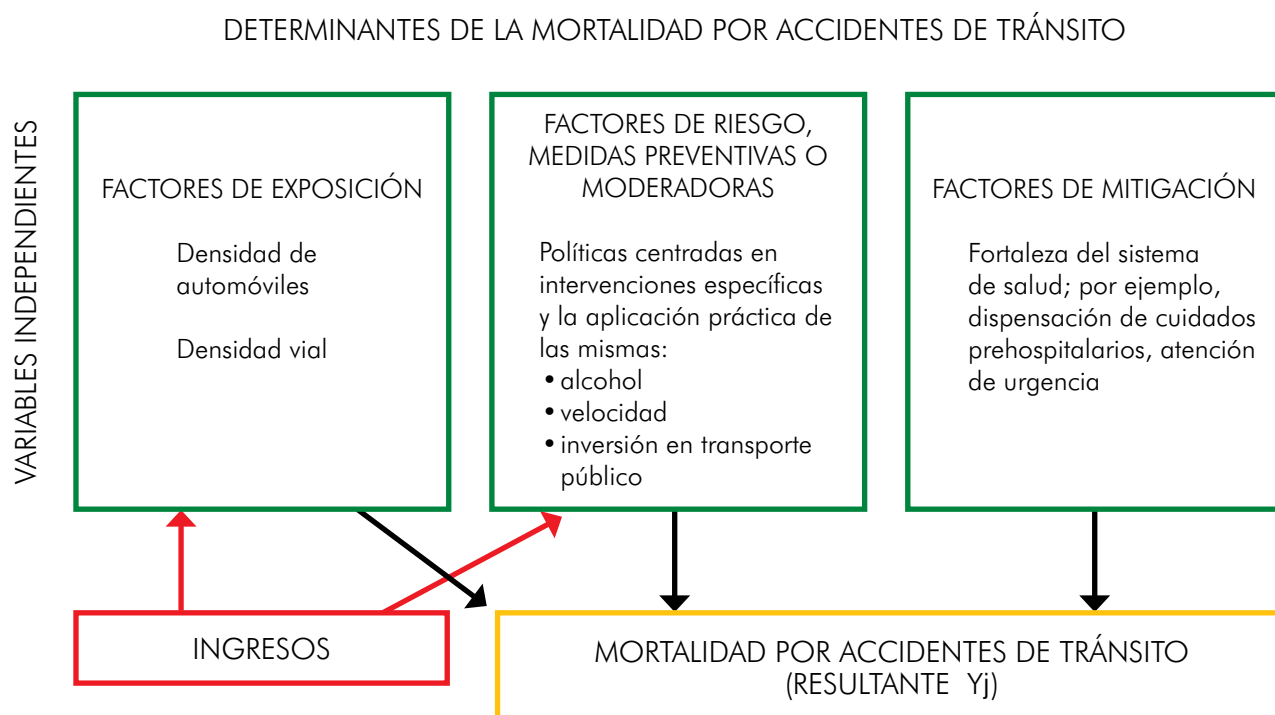 DETERMINANTES DE LA MORTALIDAD POR ACCIDENTES DE TRÁNSITO
VARIABLES INDEPENDIENTES
FACTORES DE EXPOSICIÓN
Densidad de
automóviles
Densidad vial
FACTORES DE RIESGO,
MEDIDAS PREVENTIVAS O
MODERADORAS
Políticas centradas en
intervenciones específicas
y la aplicación práctica de
las mismas:
• alcohol
• velocidad
• inversión en transporte
público
FACTORES DE MITIGACIÓN
Fortaleza del sistema
de salud; por ejemplo,
dispensación de cuidados
prehospitalarios, atención
de urgencia
INGRESOS
MORTALIDAD POR ACCIDENTES DE TRÁNSITO
(RESULTANTE Yj)